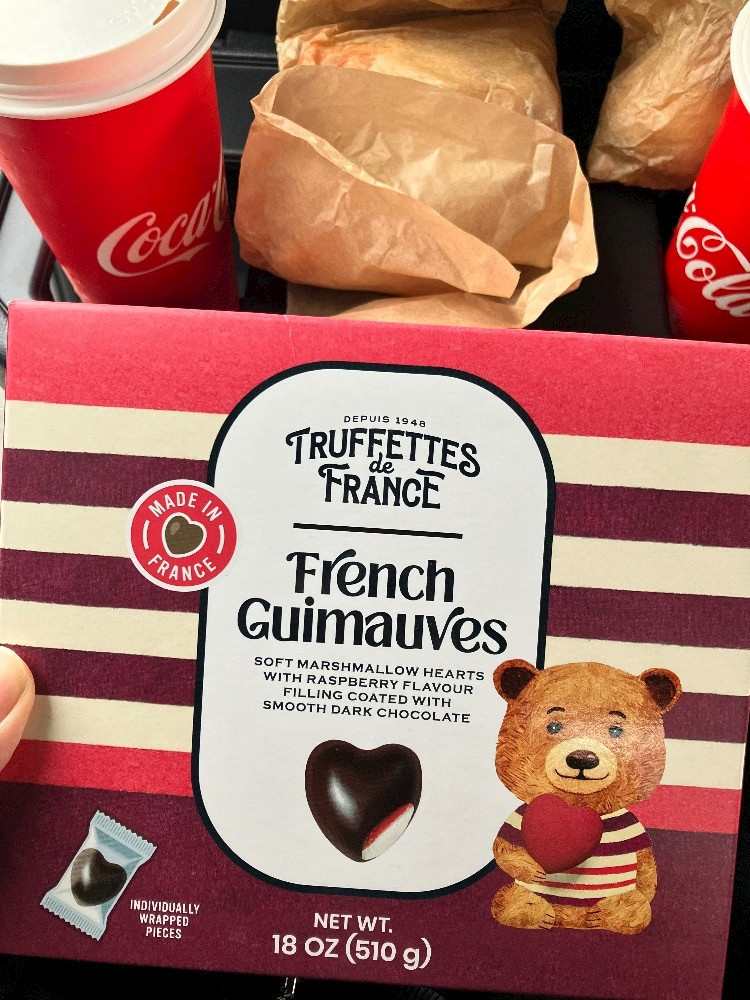 Coca
Cola
DEPUIS 1948
TRUFFETTES
de
FRANCE
MADE IN
FRANCE
French
Guimauves
SOFT MARSHMALLOW HEARTS
WITH RASPBERRY FLAVOUR
FILLING COATED WITH
SMOOTH DARK CHOCOLATE
INDIVIDUALLY
WRAPPED
PIECES
NET WT.
18 OZ (510 g)